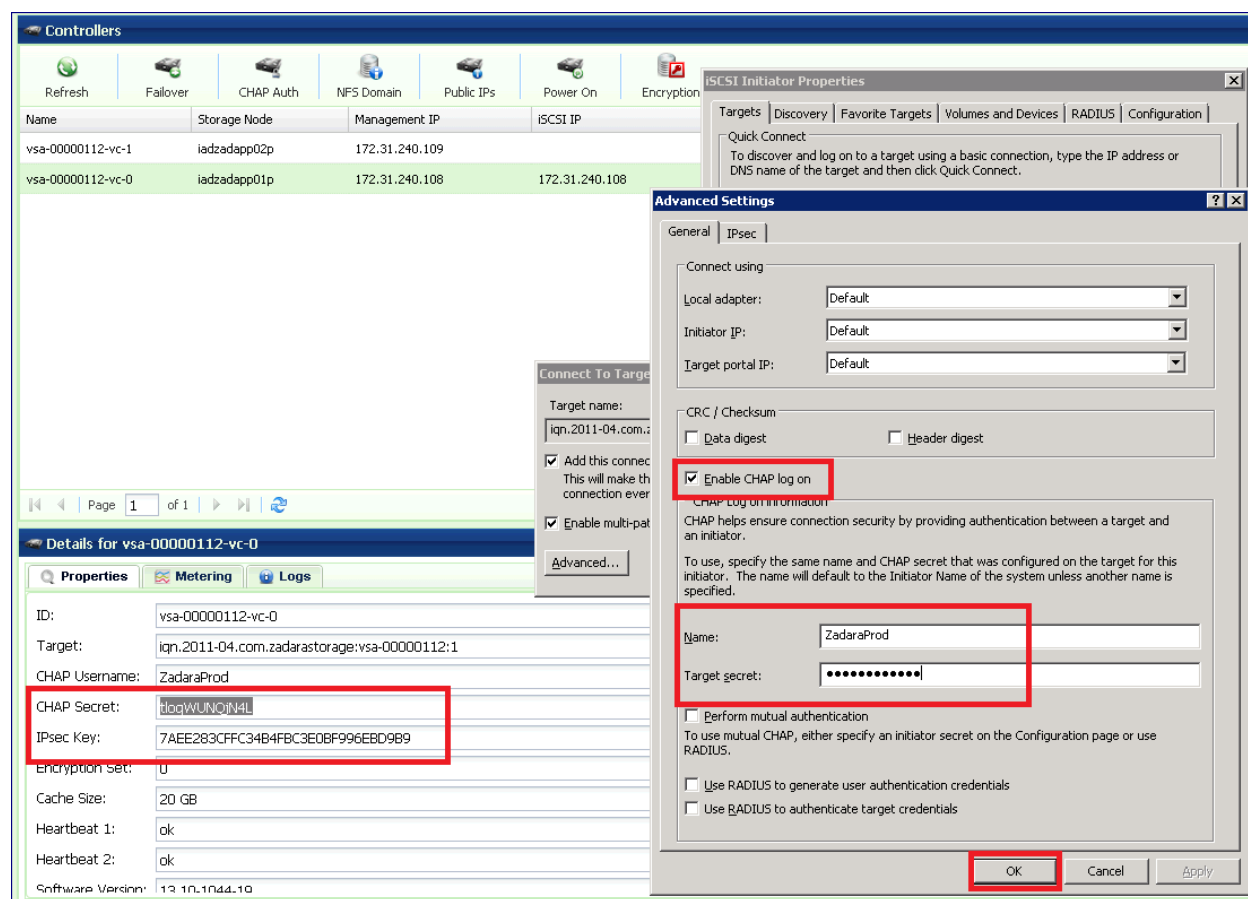 Controllers
Refresh Failover CHAP Auth NFS Domain Public IPs Power On Encryption
Name Storage Node Management IP iSCSI IP
vsa-00000112-vc-1 iadzadapp02p 172.31.240.109
vsa-00000112-vc-0 iadzadapp01p 172.31.240.108 172.31.240.108
Page 1 of 1
Details for vsa-00000112-vc-0
Properties Metering Logs
ID: vsa-00000112-vc-0
Target: iqn.2011-04.com.zadarastorage:vsa-00000112:1
CHAP Username: ZadaraProd
CHAP Secret: tloqWUNOjN4L
IPsec Key: 7AEE283CFFC34B4FBC3E0BF996EBD9B9
Encryption Set: 0
Cache Size: 20 GB
Heartbeat 1: ok
Heartbeat 2: ok
Software Version: 13.10-1044-19
iSCSI Initiator Properties
Targets Discovery Favorite Targets Volumes and Devices RADIUS Configuration
Quick Connect
To discover and log on to a target using a basic connection, type the IP address or
DNS name of the target and then click Quick Connect.
Connect To Targe
Target name:
iqn.2011-04.com.z
Add this connec
This will make th
connection ever
Enable multi-pat
Advanced...
Advanced Settings
General IPsec
Connect using
Local adapter: Default
Initiator IP: Default
Target portal IP: Default
CRC / Checksum
Data digest Header digest
Enable CHAP log on
CHAP Log on information
CHAP helps ensure connection security by providing authentication between a target and
an initiator.
To use, specify the same name and CHAP secret that was configured on the target for this
initiator. The name will default to the Initiator Name of the system unless another name is
specified.
Name: ZadaraProd
Target secret: ●●●●●●●●●●●●
Perform mutual authentication
To use mutual CHAP, either specify an initiator secret on the Configuration page or use
RADIUS.
Use RADIUS to generate user authentication credentials
Use RADIUS to authenticate target credentials
OK Cancel Apply